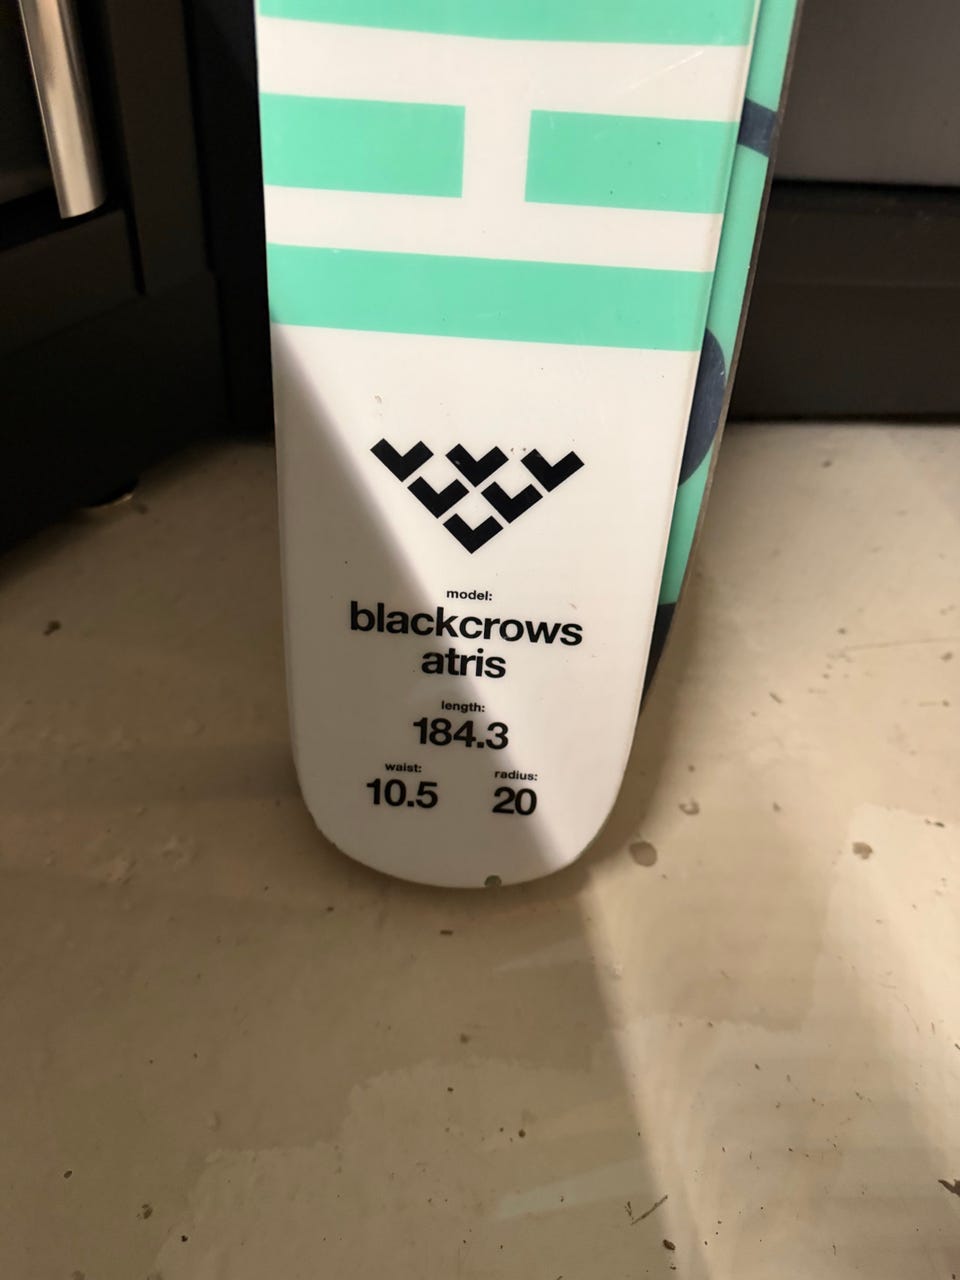 model:
blackcrows
atris
length:
184.3
waist: radius:
10.5 20